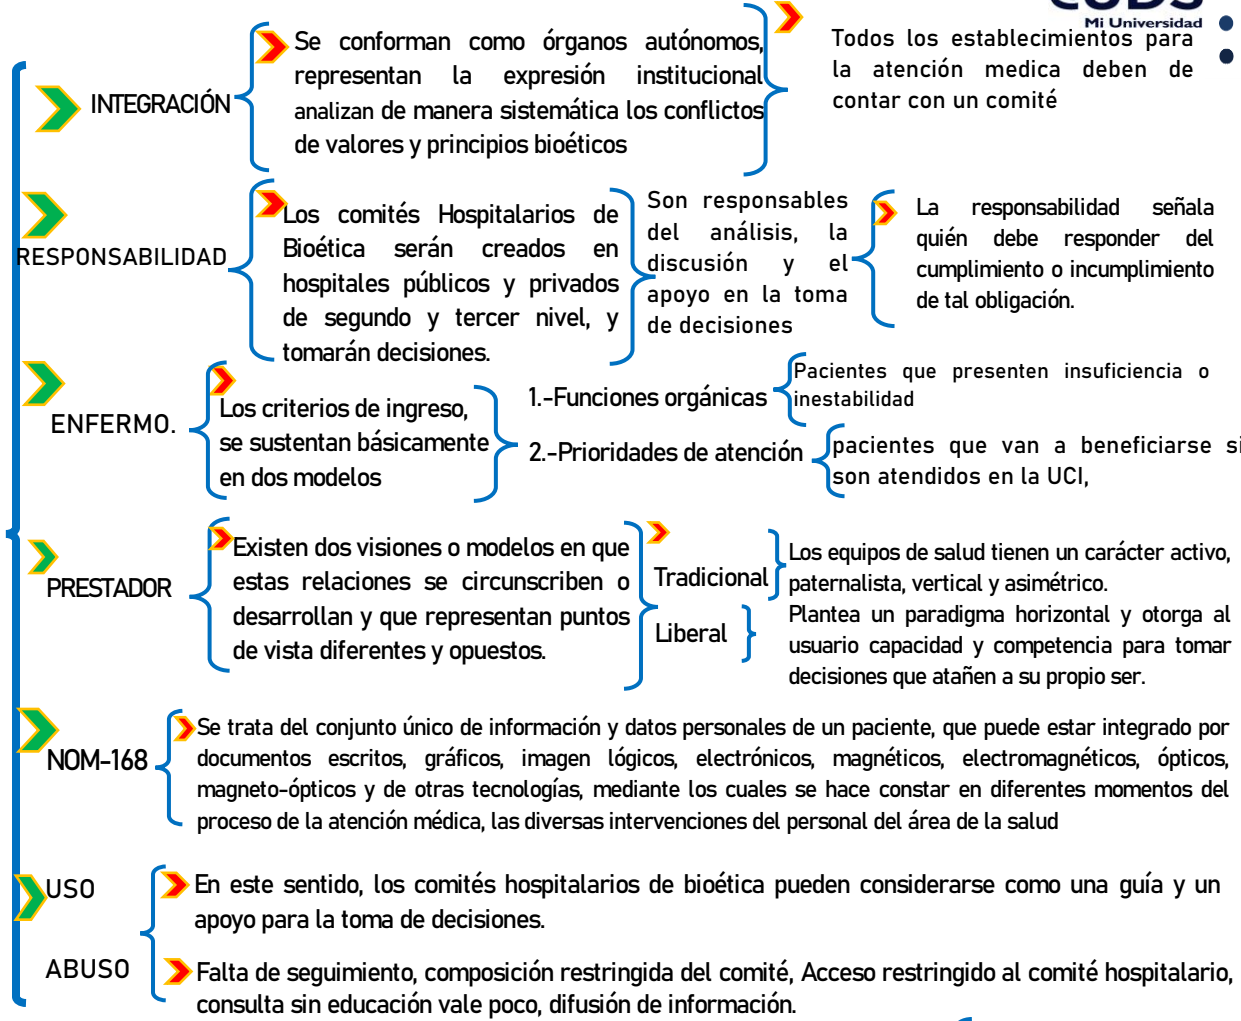 Mi Universidad
INTEGRACIÓN
Se conforman como órganos autónomos,
representan la expresión institucional
analizan de manera sistemática los conflictos
de valores y principios bioéticos
Todos los establecimientos para
la atención medica deben de
contar con un comité
RESPONSABILIDAD
Los comités Hospitalarios de
Bioética serán creados en
hospitales públicos y privados
de segundo y tercer nivel, y
tomarán decisiones.
Son responsables
del análisis, la
discusión y el
apoyo en la toma
de decisiones
La responsabilidad señala
quién debe responder del
cumplimiento o incumplimiento
de tal obligación.
ENFERMO.
Los criterios de ingreso,
se sustentan básicamente
en dos modelos
1.-Funciones orgánicas
Pacientes que presenten insuficiencia o
inestabilidad
2.-Prioridades de atención
pacientes que van a beneficiarse si
son atendidos en la UCI,
PRESTADOR
Existen dos visiones o modelos en que
estas relaciones se circunscriben o
desarrollan y que representan puntos
de vista diferentes y opuestos.
Tradicional
Los equipos de salud tienen un carácter activo,
paternalista, vertical y asimétrico.
Liberal
Plantea un paradigma horizontal y otorga al
usuario capacidad y competencia para tomar
decisiones que atañen a su propio ser.
NOM-168
Se trata del conjunto único de información y datos personales de un paciente, que puede estar integrado por
documentos escritos, gráficos, imagen lógicos, electrónicos, magnéticos, electromagnéticos, ópticos,
magneto-ópticos y de otras tecnologías, mediante los cuales se hace constar en diferentes momentos del
proceso de la atención médica, las diversas intervenciones del personal del área de la salud
USO
En este sentido, los comités hospitalarios de bioética pueden considerarse como una guía y un
apoyo para la toma de decisiones.
ABUSO
Falta de seguimiento, composición restringida del comité, Acceso restringido al comité hospitalario,
consulta sin educación vale poco, difusión de información.